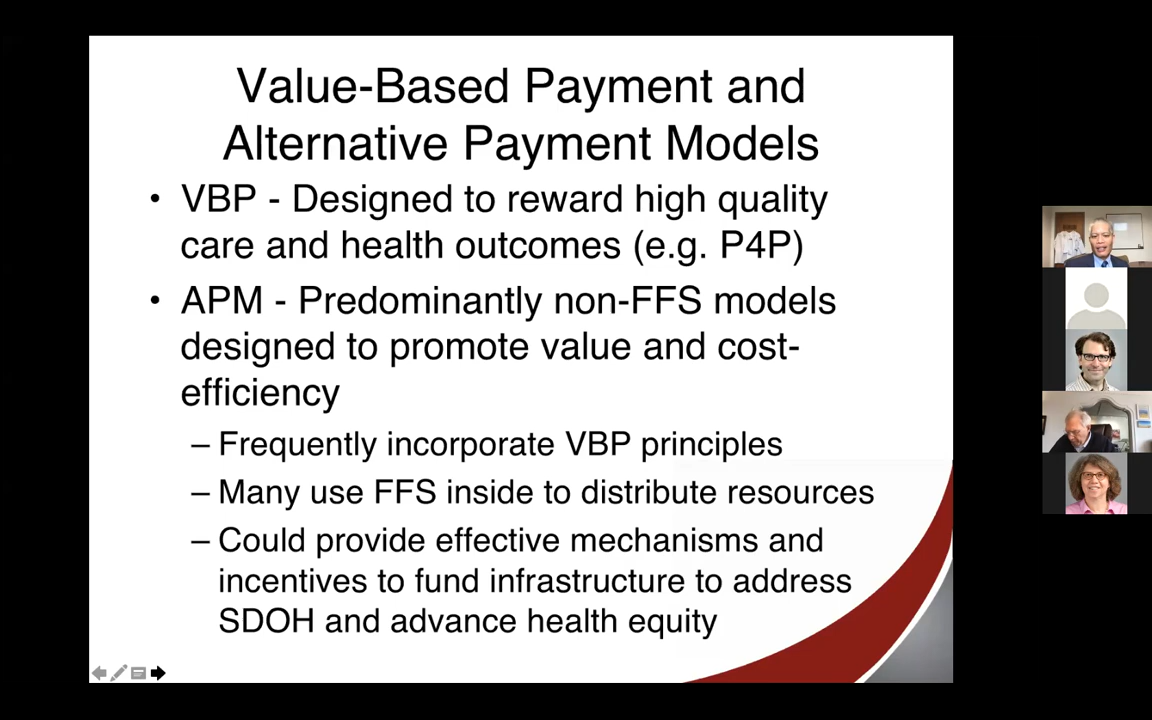 Value-Based Payment and
Alternative Payment Models
• VBP - Designed to reward high quality
care and health outcomes (e.g. P4P)
• APM - Predominantly non-FFS models
designed to promote value and cost-
efficiency
– Frequently incorporate VBP principles
– Many use FFS inside to distribute resources
– Could provide effective mechanisms and
incentives to fund infrastructure to address
SDOH and advance health equity